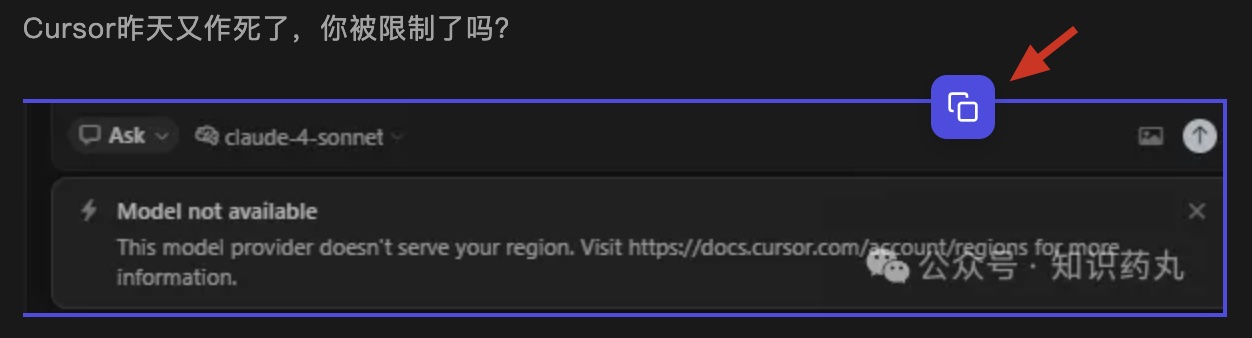 Cursor昨天又作死了，你被限制了吗？
Ask claude-4-sonnet
Model not available
This model provider doesn't serve your region. Visit https://docs.cursor.com/account/regions for more
information.
公众号 · 知识药丸